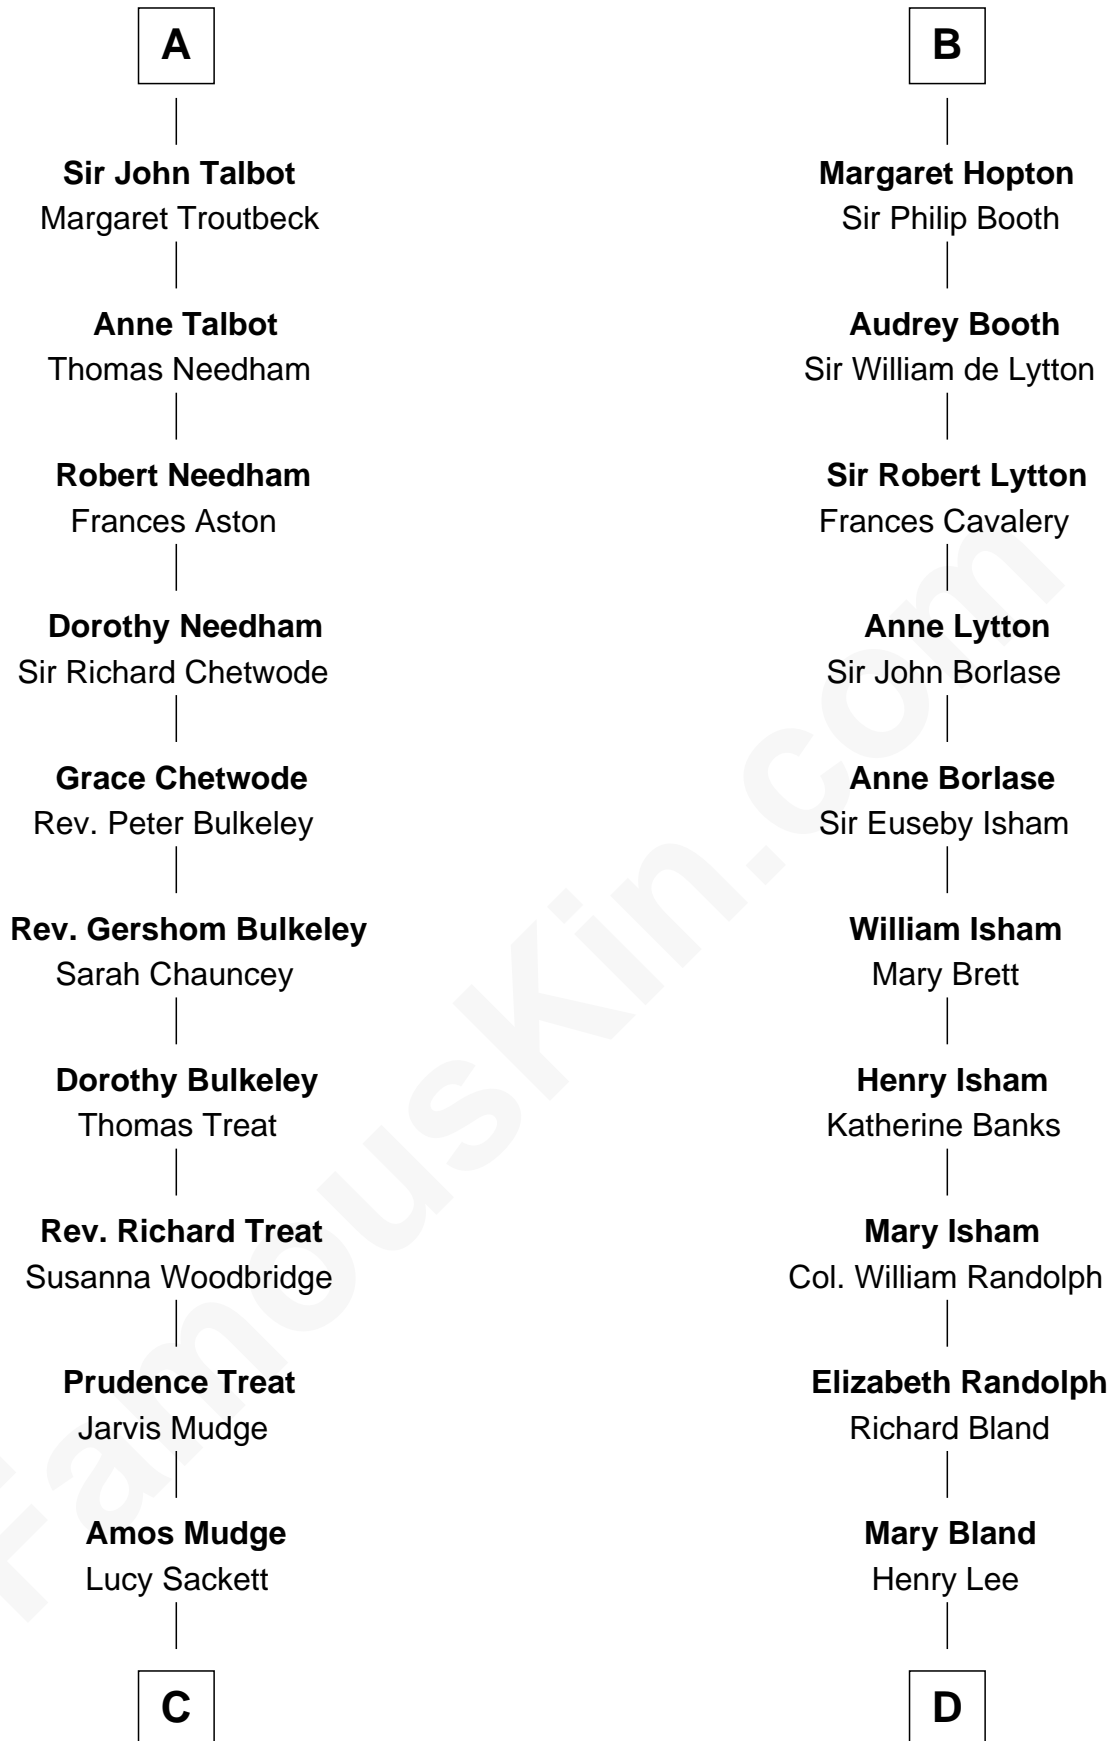 A
Sir John Talbot
Margaret Troutbeck
Anne Talbot
Thomas Needham
Robert Needham
Frances Aston
Dorothy Needham
Sir Richard Chetwode
Grace Chetwode
Rev. Peter Bulkeley
Rev. Gershom Bulkeley
Sarah Chauncey
Dorothy Bulkeley
Thomas Treat
Rev. Richard Treat
Susanna Woodbridge
Prudence Treat
Jarvis Mudge
Amos Mudge
Lucy Sackett
C
B
Margaret Hopton
Sir Philip Booth
Audrey Booth
Sir William de Lytton
Sir Robert Lytton
Frances Cavalery
Anne Lytton
Sir John Borlase
Anne Borlase
Sir Euseby Isham
William Isham
Mary Brett
Henry Isham
Katherine Banks
Mary Isham
Col. William Randolph
Elizabeth Randolph
Richard Bland
Mary Bland
Henry Lee
D
FamousKin.com